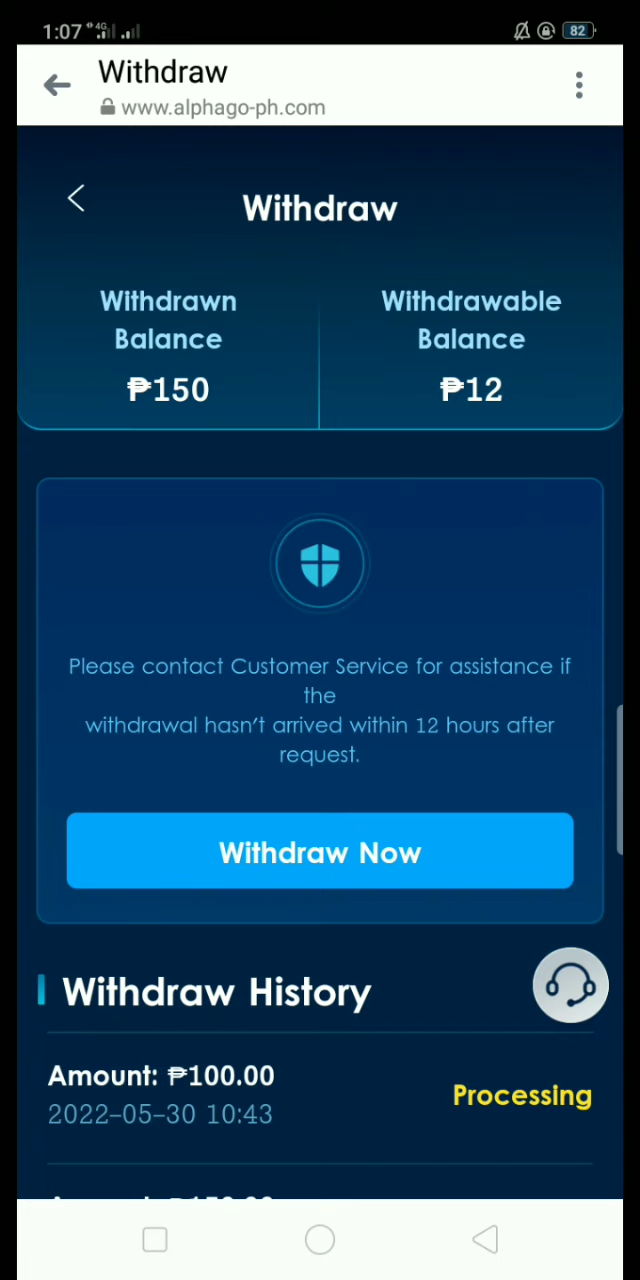 1:07 4G 82
Withdraw
www.alphago-ph.com
Withdraw
Withdrawn
Balance
₱150
Withdrawable
Balance
₱12
Please contact Customer Service for assistance if
the
withdrawal hasn't arrived within 12 hours after
request.
Withdraw Now
Withdraw History
Amount: ₱100.00
2022-05-30 10:43
Processing